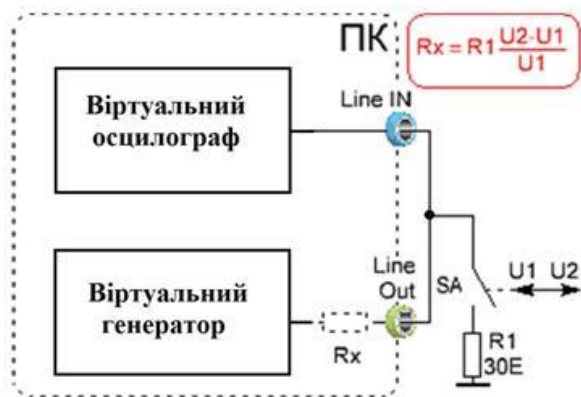 ПК
Rx = R1 U2-U1
U1
Віртуальний
осцилограф
Line IN
Віртуальний
генератор
Line
Out
Rx
SA
U1 U2
R1
30E